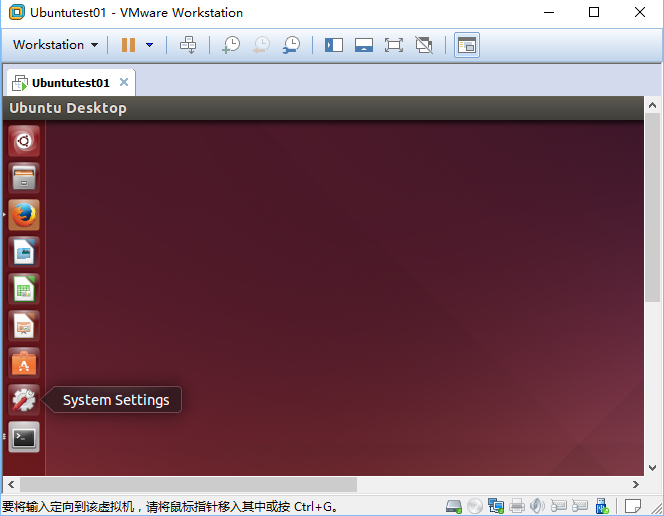 Ubuntutest01 - VMware Workstation
Workstation
Ubuntutest01
Ubuntu Desktop
System Settings
要将输入定向到该虚拟机，请将鼠标指针移入其中或按 Ctrl+G。